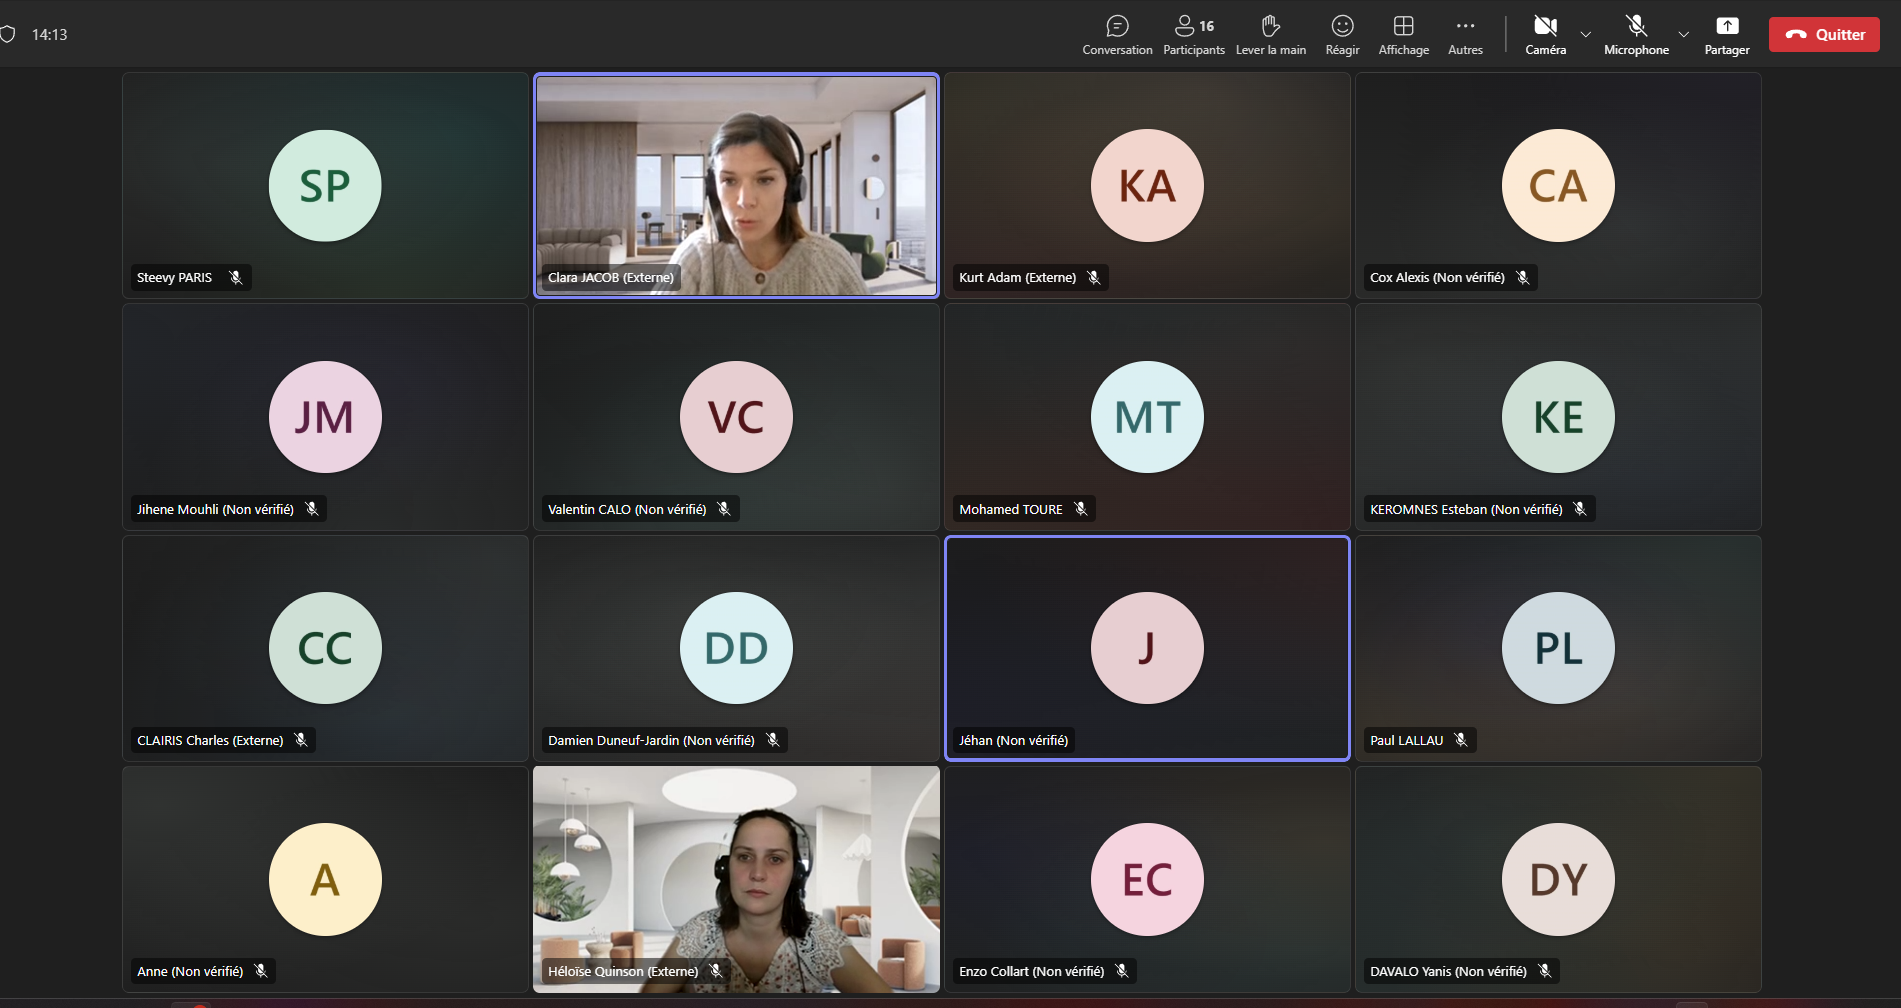 14:13
Conversation
Participants 16
Lever la main
Réagir
Affichage
Autres
Caméra
Microphone
Partager
Quitter
SP
Steevy PARIS
Clara JACOB (Externe)
KA
Kurt Adam (Externe)
CA
Cox Alexis (Non vérifié)
JM
Jihene Mouhli (Non vérifié)
VC
Valentin CALO (Non vérifié)
MT
Mohamed TOURE
KE
KEROMNES Esteban (Non vérifié)
CC
CLAIRIS Charles (Externe)
DD
Damien Duneuf-Jardin (Non vérifié)
J
Jéhan (Non vérifié)
PL
Paul LALLAU
A
Anne (Non vérifié)
Héloïse Quinson (Externe)
EC
Enzo Collart (Non vérifié)
DY
DAVALO Yanis (Non vérifié)